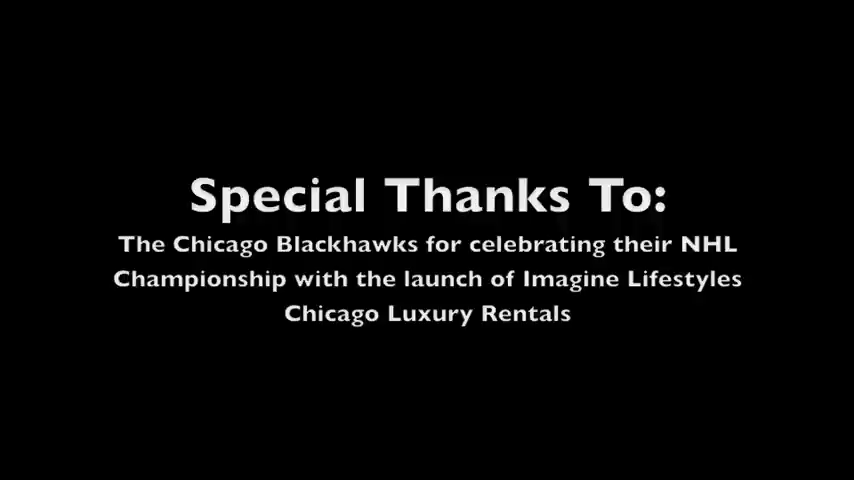 Special Thanks To:
The Chicago Blackhawks for celebrating their NHL
Championship with the launch of Imagine Lifestyles
Chicago Luxury Rentals